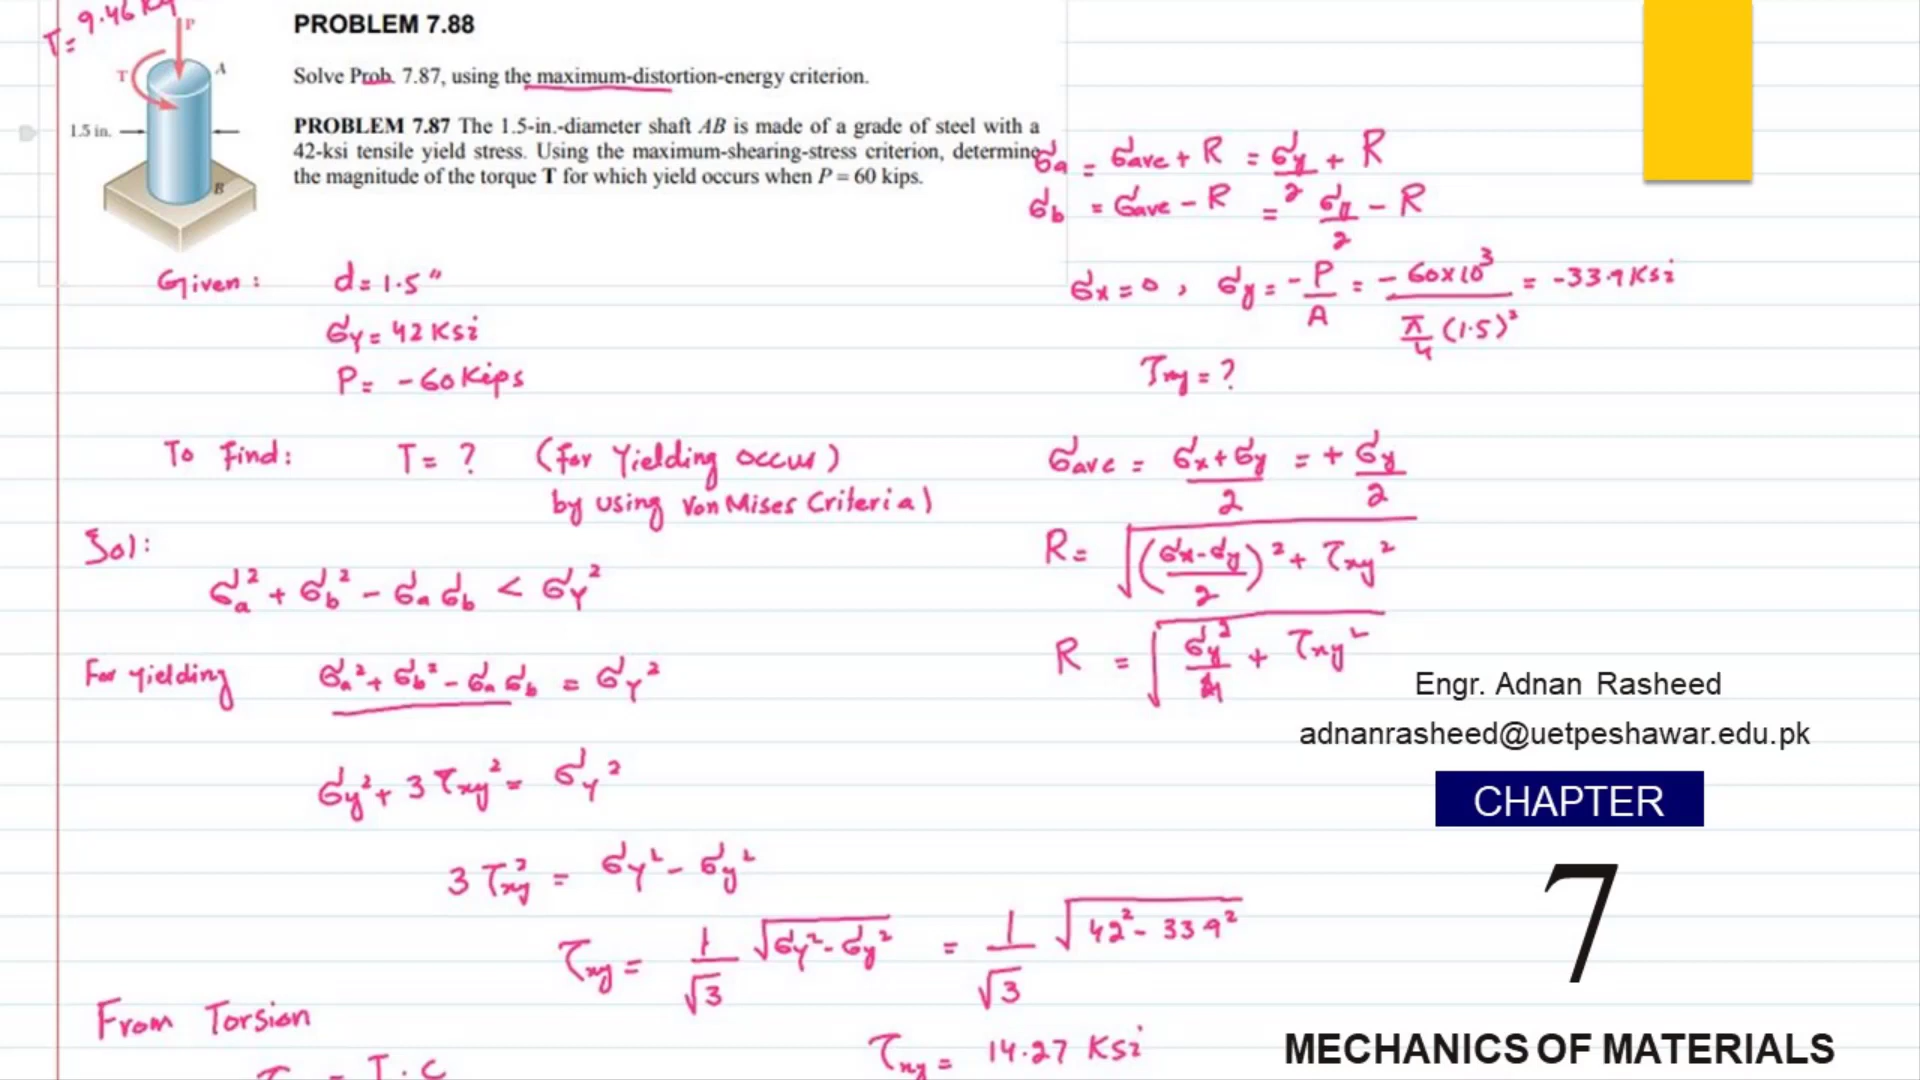 T= 9.46 Kip
P
PROBLEM 7.88
A
T
Solve Prob. 7.87, using the maximum-distortion-energy criterion.
1.5 in.
B
PROBLEM 7.87 The 1.5-in.-diameter shaft AB is made of a grade of steel with a
42-ksi tensile yield stress. Using the maximum-shearing-stress criterion, determine
the magnitude of the torque T for which yield occurs when P = 60 kips.
σa = σave + R = σy/2 + R
σb = σave - R = σy/2 - R
Given: d = 1.5"
σY = 42 Ksi
P = -60 Kips
σx = 0, σy = -P/A = -60×10³/(π/4 (1.5)²) = -33.9 Ksi
τxy = ?
To Find: T = ? (For Yielding occur)
by using Von Mises Criteria)
σave = (σx + σy)/2 = + σy/2
Sol:
R = √(((σx - σy)/2)² + τxy²)
σa² + σb² - σa σb < σY²
R = √(σy²/4 + τxy²)
For yielding σa² + σb² - σa σb = σY²
σy² + 3 τxy² = σY²
3 τxy² = σY² - σy²
τxy = 1/√3 √(σY² - σy²) = 1/√3 √(42² - 33.9²)
τxy = 14.27 Ksi
From Torsion
τ = T.C
Engr. Adnan Rasheed
adnanrasheed@uetpeshawar.edu.pk
CHAPTER
7
MECHANICS OF MATERIALS